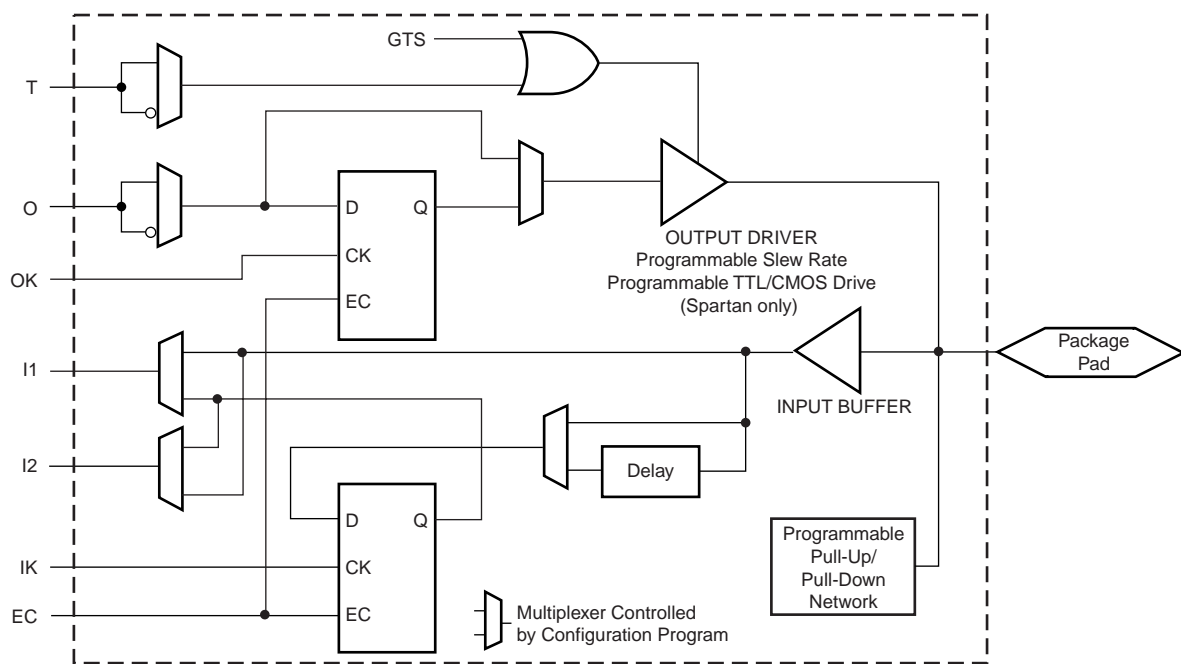 GTS
T
O
D
Q
CK
EC
OK
OUTPUT DRIVER
Programmable Slew Rate
Programmable TTL/CMOS Drive
(Spartan only)
Package
Pad
I1
INPUT BUFFER
I2
Delay
D
Q
CK
EC
IK
EC
Programmable
Pull-Up/
Pull-Down
Network
Multiplexer Controlled
by Configuration Program